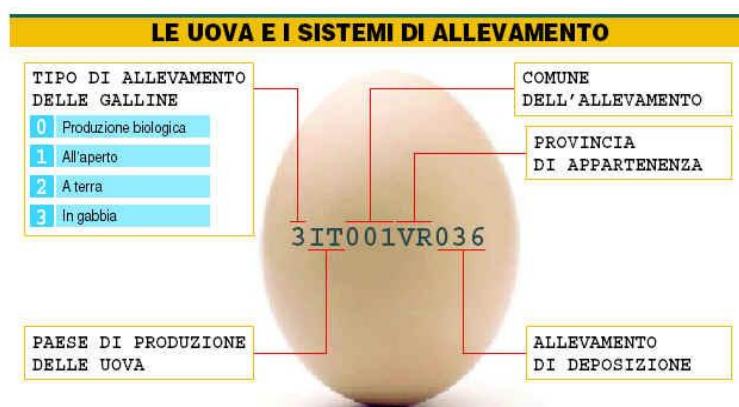 LE UOVA E I SISTEMI DI ALLEVAMENTO
TIPO DI ALLEVAMENTO
DELLE GALLINE
0 Produzione biologica
1 All'aperto
2 A terra
3 In gabbia
COMUNE
DELL'ALLEVAMENTO
PROVINCIA
DI APPARTENENZA
3IT001VR036
PAESE DI PRODUZIONE
DELLE UOVA
ALLEVAMENTO
DI DEPOSIZIONE